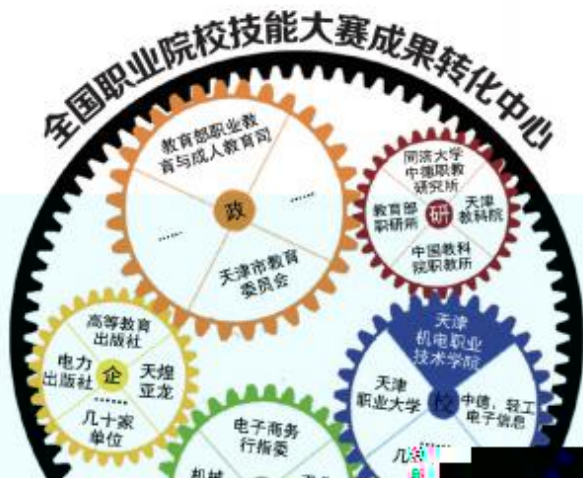 全国职业院校技能大赛成果转化中心
教育部职业教
育与成人教育司
……
政
……
天津市教育
委员会
同济大学
中德职教
研究所
教育部
职研所
研
天津
教科院
中国教科
院职教所
高等教育
出版社
电力
出版社
企
天煌
亚龙
……
几十家
单位
天津
机电职业
技术学院
天津
职业大学
校
中德，轻工
电子信息
……
电子商务
行指委
机械